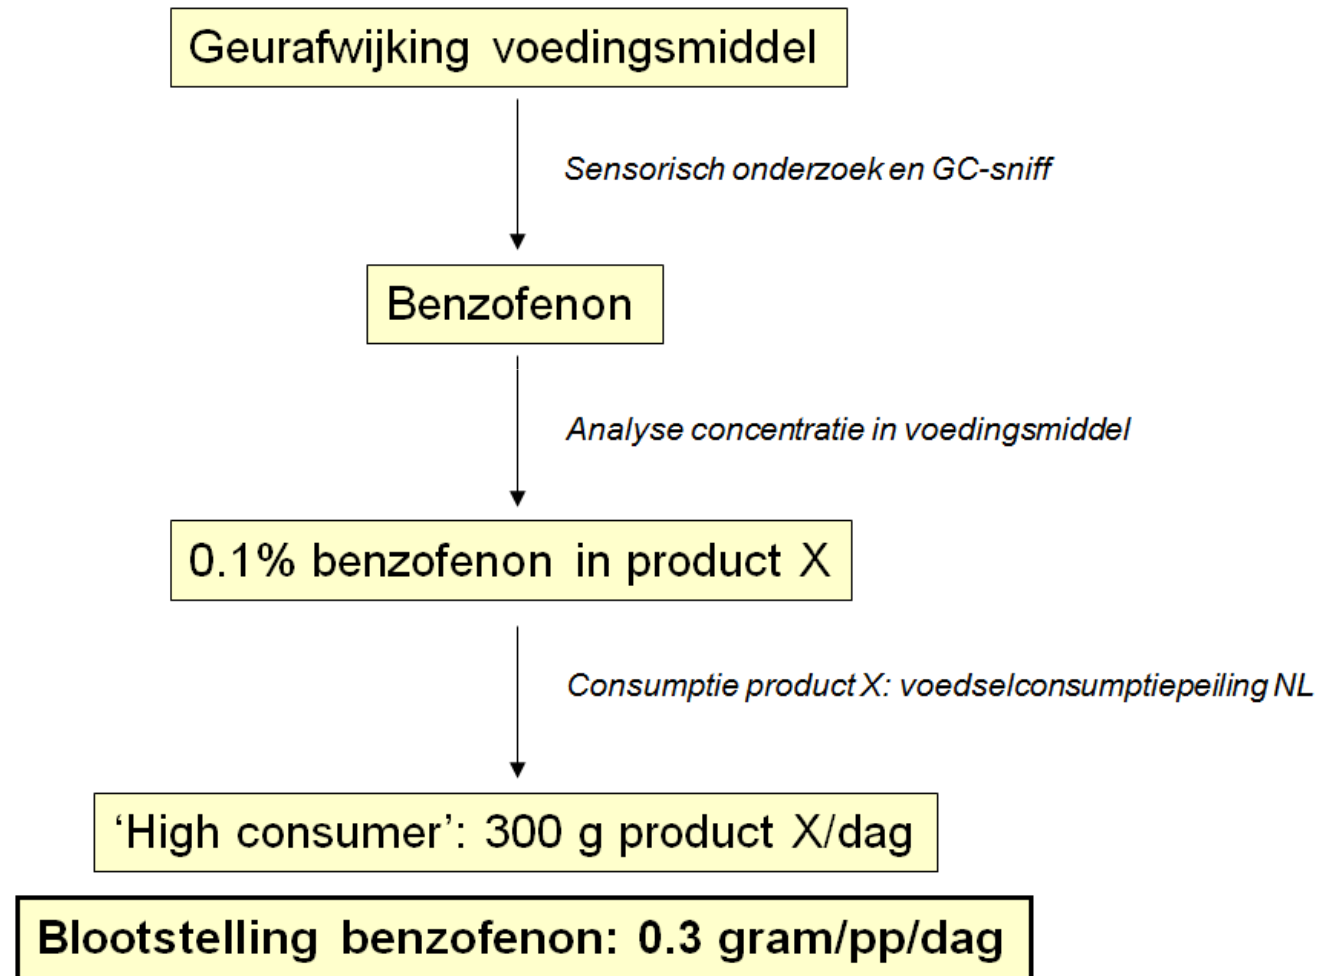 Geurafwijking voedingsmiddel
Sensorisch onderzoek en GC-sniff
Benzofenon
Analyse concentratie in voedingsmiddel
0.1% benzofenon in product X
Consumptie product X: voedselconsumptiepeiling NL
‘High consumer’: 300 g product X/dag
Blootstelling benzofenon: 0.3 gram/pp/dag